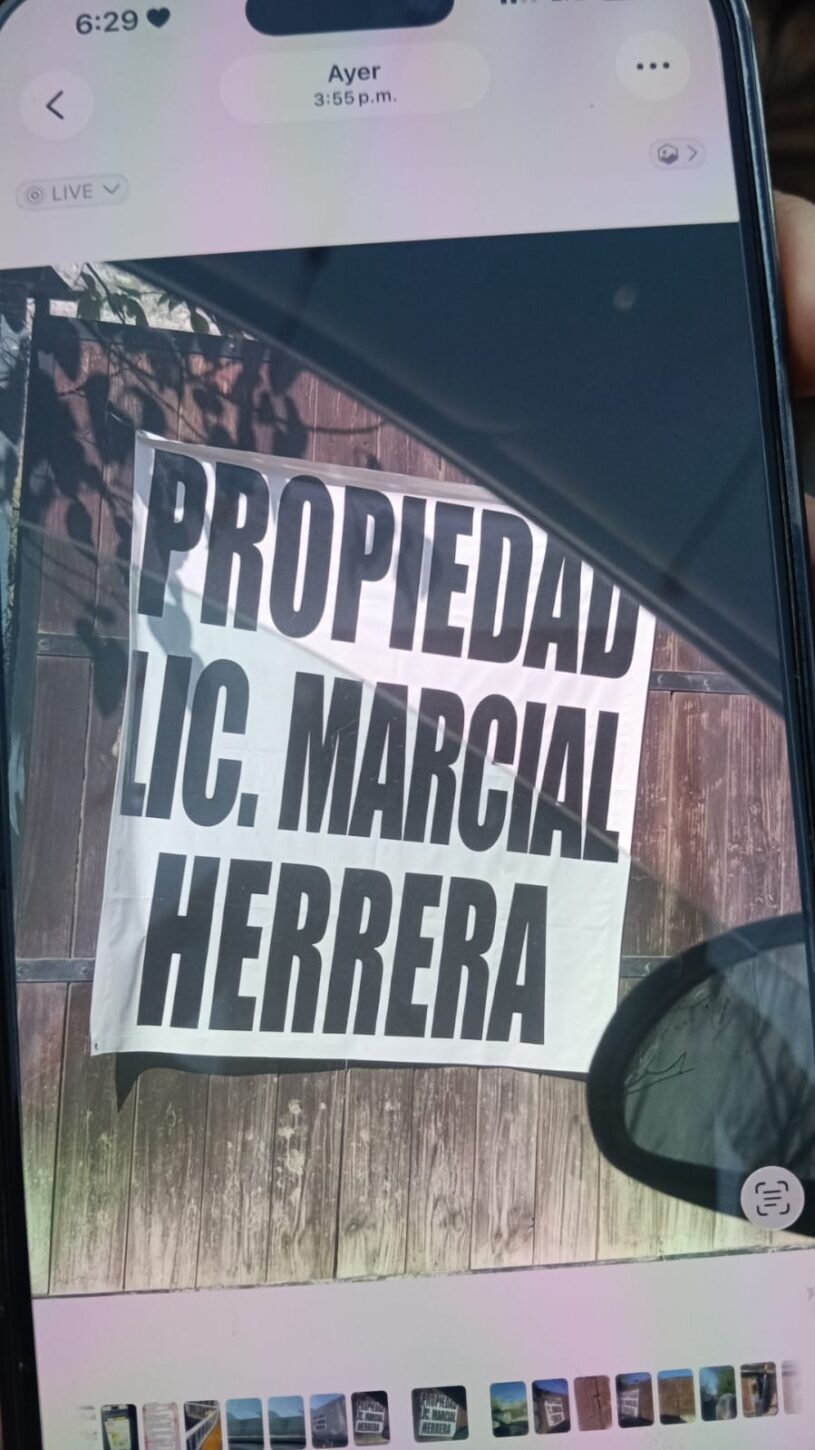 6:29
Ayer
3:55 p.m.
LIVE
PROPIEDAD
LIC. MARCIAL
HERRERA